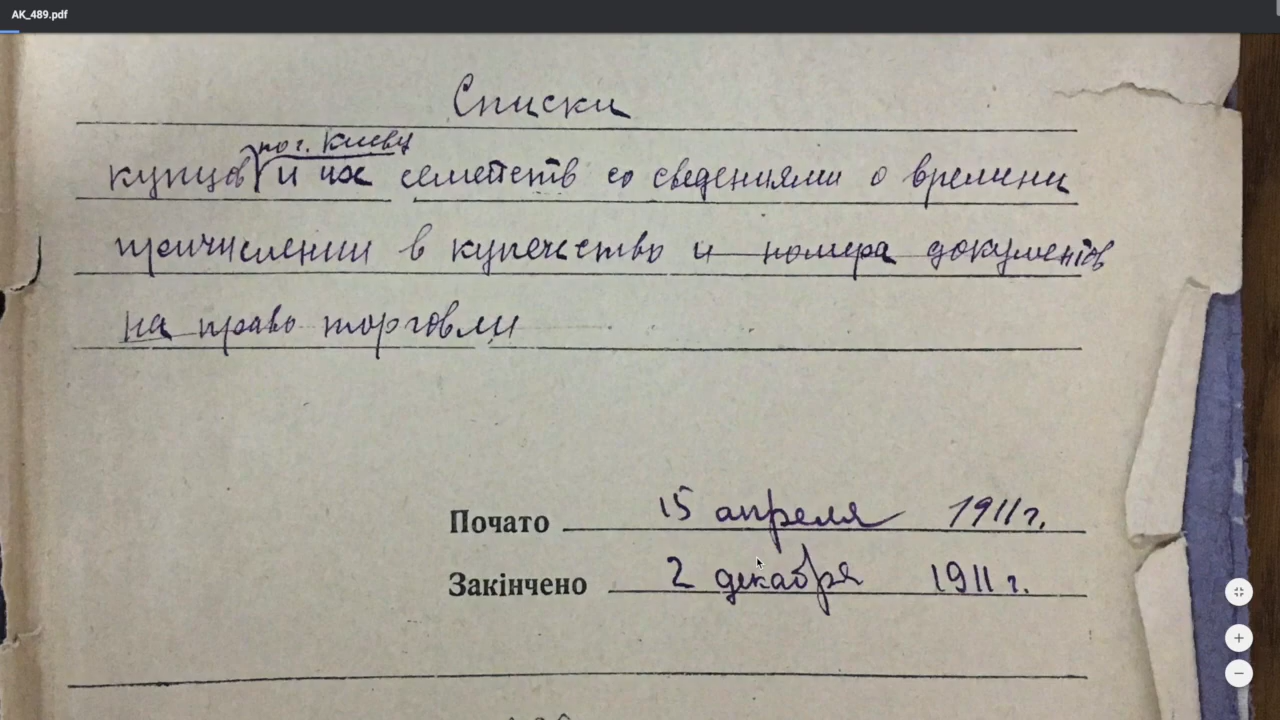 AK_489.pdf
Списки
по г. Киеву
купцов и их семейств со сведениями о времени
причислении в купечество и номера документов
на право торговли
Почато 15 апреля 1911 г.
Закінчено 2 декабря 1911 г.